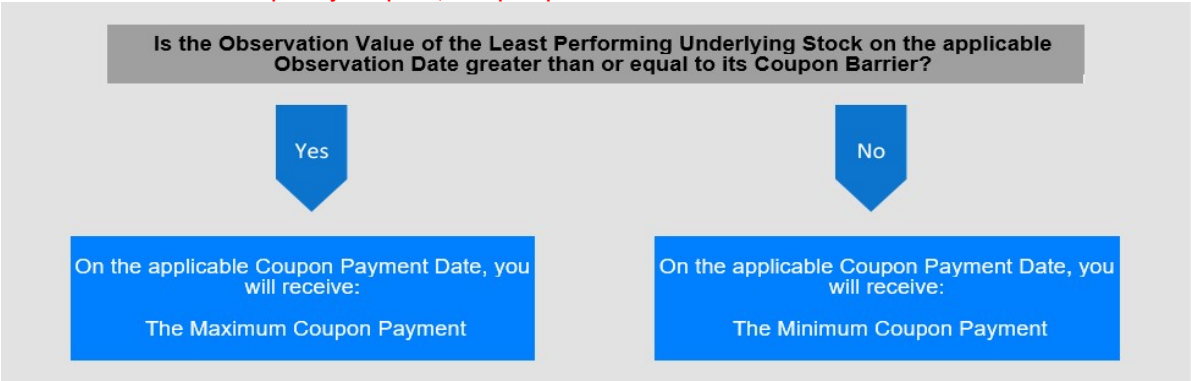 Is the Observation Value of the Least Performing Underlying Stock on the applicable
Observation Date greater than or equal to its Coupon Barrier?
Yes
No
On the applicable Coupon Payment Date, you
will receive:
The Maximum Coupon Payment
On the applicable Coupon Payment Date, you
will receive:
The Minimum Coupon Payment